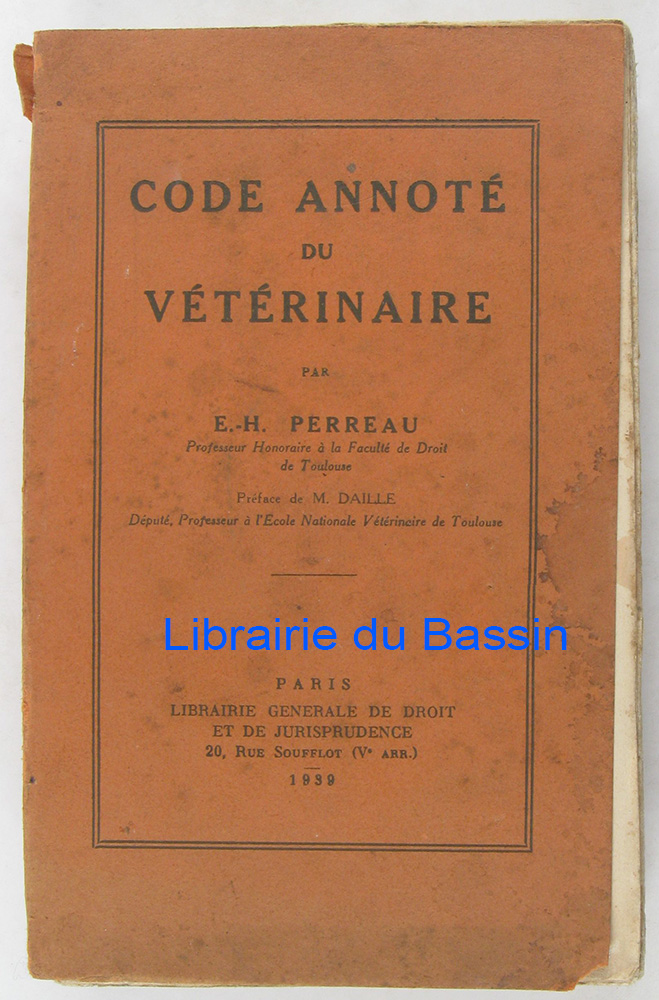 CODE ANNOTÉ
DU
VÉTÉRINAIRE
PAR
E.-H. PERREAU
Professeur Honoraire à la Faculté de Droit
de Toulouse
Préface de M. DAILLE
Député, Professeur à l'Ecole Nationale Vétérinaire de Toulouse
Librairie du Bassin
PARIS
LIBRAIRIE GENERALE DE DROIT
ET DE JURISPRUDENCE
20, RUE SOUFFLOT (Ve ARR.)
1939